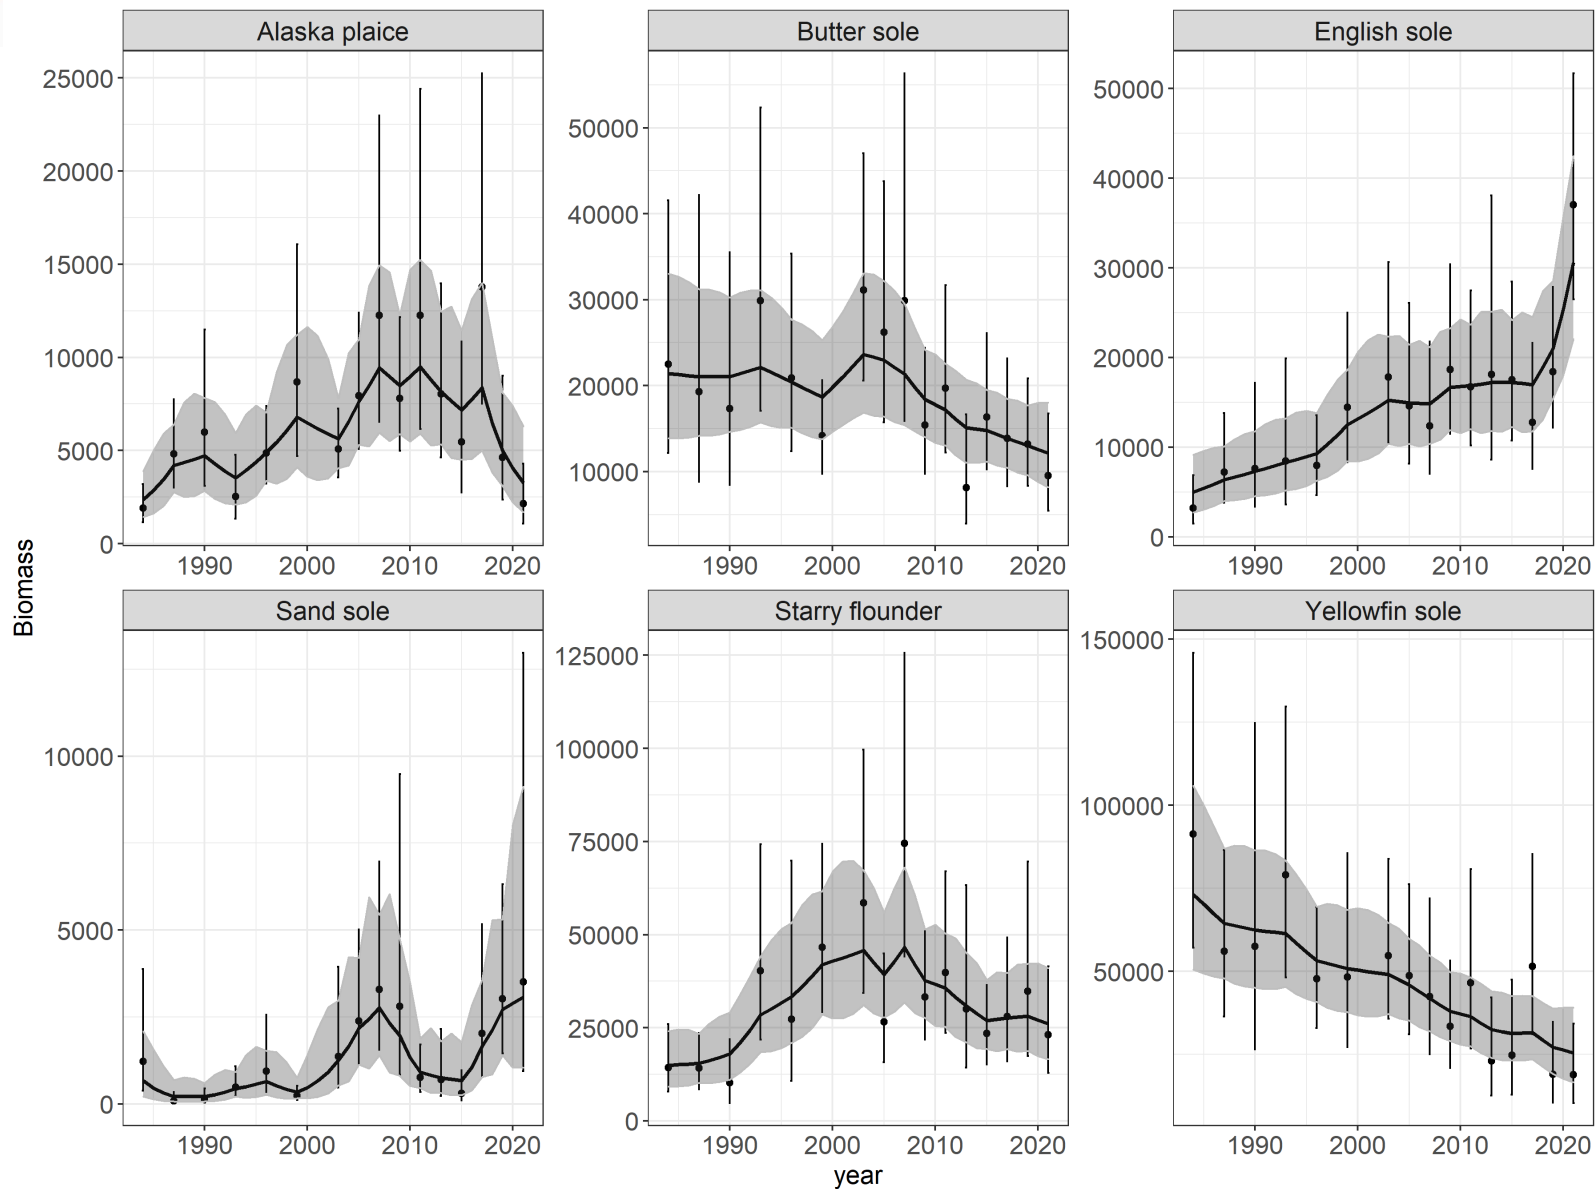 Alaska plaice
Butter sole
English sole
25000
20000
15000
10000
5000
0
50000
40000
30000
20000
10000
50000
40000
30000
20000
10000
0
1990 2000 2010 2020
1990 2000 2010 2020
1990 2000 2010 2020
Biomass
Sand sole
Starry flounder
Yellowfin sole
10000
5000
0
125000
100000
75000
50000
25000
0
150000
100000
50000
1990 2000 2010 2020
1990 2000 2010 2020
1990 2000 2010 2020
year